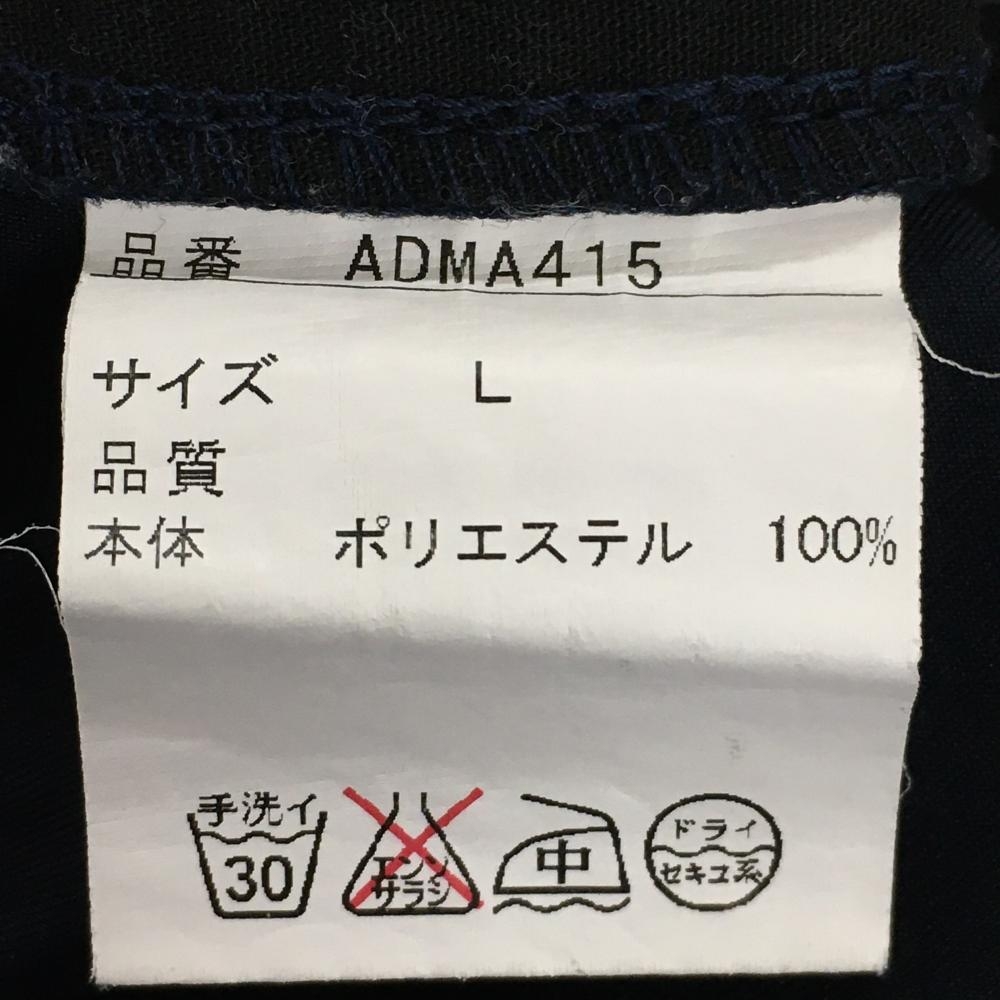 品番 ADMA415
サイズ L
品質
本体 ポリエステル 100%
手洗イ
30
エンソ
サラシ
中
ドライ
セキユ系